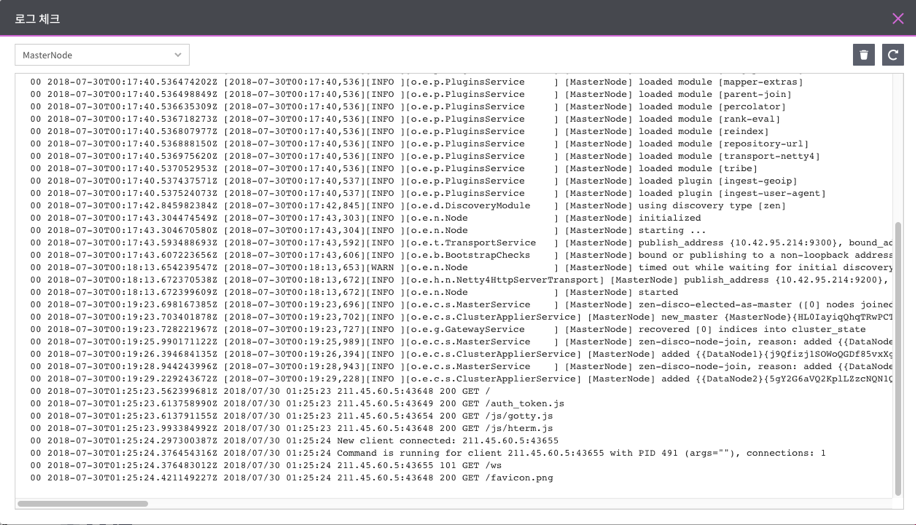 로그 체크
MasterNode
00 2018-07-30T00:17:40.536474202Z [2018-07-30T00:17:40,536][INFO ][o.e.p.PluginsService     ] [MasterNode] loaded module [mapper-extras]
00 2018-07-30T00:17:40.536498849Z [2018-07-30T00:17:40,536][INFO ][o.e.p.PluginsService     ] [MasterNode] loaded module [parent-join]
00 2018-07-30T00:17:40.536635309Z [2018-07-30T00:17:40,536][INFO ][o.e.p.PluginsService     ] [MasterNode] loaded module [percolator]
00 2018-07-30T00:17:40.536718273Z [2018-07-30T00:17:40,536][INFO ][o.e.p.PluginsService     ] [MasterNode] loaded module [rank-eval]
00 2018-07-30T00:17:40.536807977Z [2018-07-30T00:17:40,536][INFO ][o.e.p.PluginsService     ] [MasterNode] loaded module [reindex]
00 2018-07-30T00:17:40.536888150Z [2018-07-30T00:17:40,536][INFO ][o.e.p.PluginsService     ] [MasterNode] loaded module [repository-url]
00 2018-07-30T00:17:40.536975620Z [2018-07-30T00:17:40,536][INFO ][o.e.p.PluginsService     ] [MasterNode] loaded module [transport-netty4]
00 2018-07-30T00:17:40.537052953Z [2018-07-30T00:17:40,536][INFO ][o.e.p.PluginsService     ] [MasterNode] loaded module [tribe]
00 2018-07-30T00:17:40.537437571Z [2018-07-30T00:17:40,537][INFO ][o.e.p.PluginsService     ] [MasterNode] loaded plugin [ingest-geoip]
00 2018-07-30T00:17:40.537524073Z [2018-07-30T00:17:40,537][INFO ][o.e.p.PluginsService     ] [MasterNode] loaded plugin [ingest-user-agent]
00 2018-07-30T00:17:42.845982384Z [2018-07-30T00:17:42,845][INFO ][o.e.d.DiscoveryModule    ] [MasterNode] using discovery type [zen]
00 2018-07-30T00:17:43.304474549Z [2018-07-30T00:17:43,303][INFO ][o.e.n.Node               ] [MasterNode] initialized
00 2018-07-30T00:17:43.304670580Z [2018-07-30T00:17:43,304][INFO ][o.e.n.Node               ] [MasterNode] starting ...
00 2018-07-30T00:17:43.593488693Z [2018-07-30T00:17:43,592][INFO ][o.e.t.TransportService   ] [MasterNode] publish_address {10.42.95.214:9300}, bound_ad
00 2018-07-30T00:17:43.607223656Z [2018-07-30T00:17:43,606][INFO ][o.e.b.BootstrapChecks    ] [MasterNode] bound or publishing to a non-loopback address
00 2018-07-30T00:18:13.654239547Z [2018-07-30T00:18:13,653][WARN ][o.e.n.Node               ] [MasterNode] timed out while waiting for initial discovery
00 2018-07-30T00:18:13.672370538Z [2018-07-30T00:18:13,672][INFO ][o.e.h.n.Netty4HttpServerTransport] [MasterNode] publish_address {10.42.95.214:9200},
00 2018-07-30T00:18:13.672399609Z [2018-07-30T00:18:13,672][INFO ][o.e.n.Node               ] [MasterNode] started
00 2018-07-30T00:19:23.698167385Z [2018-07-30T00:19:23,696][INFO ][o.e.c.s.MasterService    ] [MasterNode] zen-disco-elected-as-master ([0] nodes joined
00 2018-07-30T00:19:23.703401878Z [2018-07-30T00:19:23,702][INFO ][o.e.c.s.ClusterApplierService] [MasterNode] new_master {MasterNode}{HL0IayiqQhqTRwPCT
00 2018-07-30T00:19:23.728221967Z [2018-07-30T00:19:23,727][INFO ][o.e.g.GatewayService     ] [MasterNode] recovered [0] indices into cluster_state
00 2018-07-30T00:19:25.990171122Z [2018-07-30T00:19:25,989][INFO ][o.e.c.s.MasterService    ] [MasterNode] zen-disco-node-join, reason: added {{DataNode
00 2018-07-30T00:19:26.394684135Z [2018-07-30T00:19:26,394][INFO ][o.e.c.s.ClusterApplierService] [MasterNode] added {{DataNode1}{j9Qfizj1SOWoQGDf85vxXg
00 2018-07-30T00:19:28.944243996Z [2018-07-30T00:19:28,943][INFO ][o.e.c.s.MasterService    ] [MasterNode] zen-disco-node-join, reason: added {{DataNode
00 2018-07-30T00:19:29.229243672Z [2018-07-30T00:19:29,228][INFO ][o.e.c.s.ClusterApplierService] [MasterNode] added {{DataNode2}{5gY2G6aVQ2KplLZzcNQN1Q
00 2018-07-30T01:25:23.562399681Z 2018/07/30 01:25:23 211.45.60.5:43648 200 GET /
00 2018-07-30T01:25:23.613758990Z 2018/07/30 01:25:23 211.45.60.5:43649 200 GET /auth_token.js
00 2018-07-30T01:25:23.613791155Z 2018/07/30 01:25:23 211.45.60.5:43654 200 GET /js/gotty.js
00 2018-07-30T01:25:23.993384992Z 2018/07/30 01:25:23 211.45.60.5:43648 200 GET /js/hterm.js
00 2018-07-30T01:25:24.297300387Z 2018/07/30 01:25:24 New client connected: 211.45.60.5:43655
00 2018-07-30T01:25:24.376454316Z 2018/07/30 01:25:24 Command is running for client 211.45.60.5:43655 with PID 491 (args=""), connections: 1
00 2018-07-30T01:25:24.376483012Z 2018/07/30 01:25:24 211.45.60.5:43655 101 GET /ws
00 2018-07-30T01:25:24.421149227Z 2018/07/30 01:25:24 211.45.60.5:43648 200 GET /favicon.png